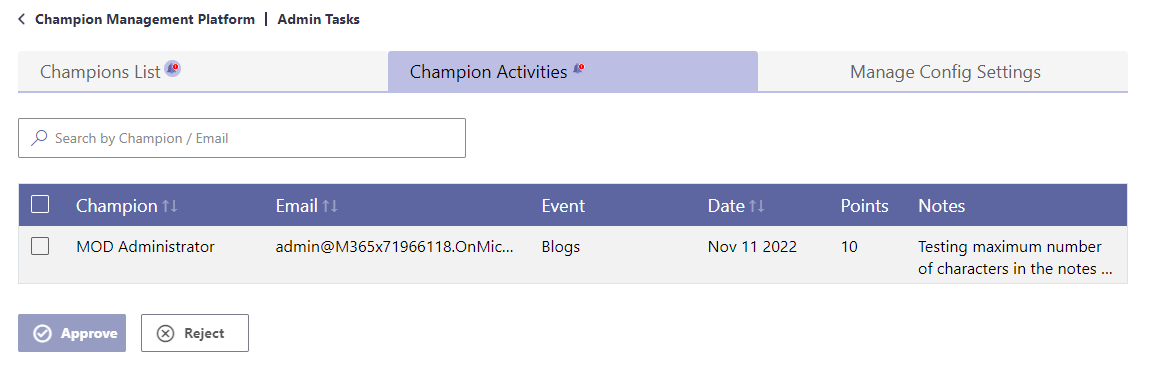 Champion Management Platform | Admin Tasks
Champions List Champion Activities Manage Config Settings
Search by Champion / Email
Champion Email Event Date Points Notes
MOD Administrator admin@M365x71966118.OnMic... Blogs Nov 11 2022 10 Testing maximum number
of characters in the notes ...
Approve Reject